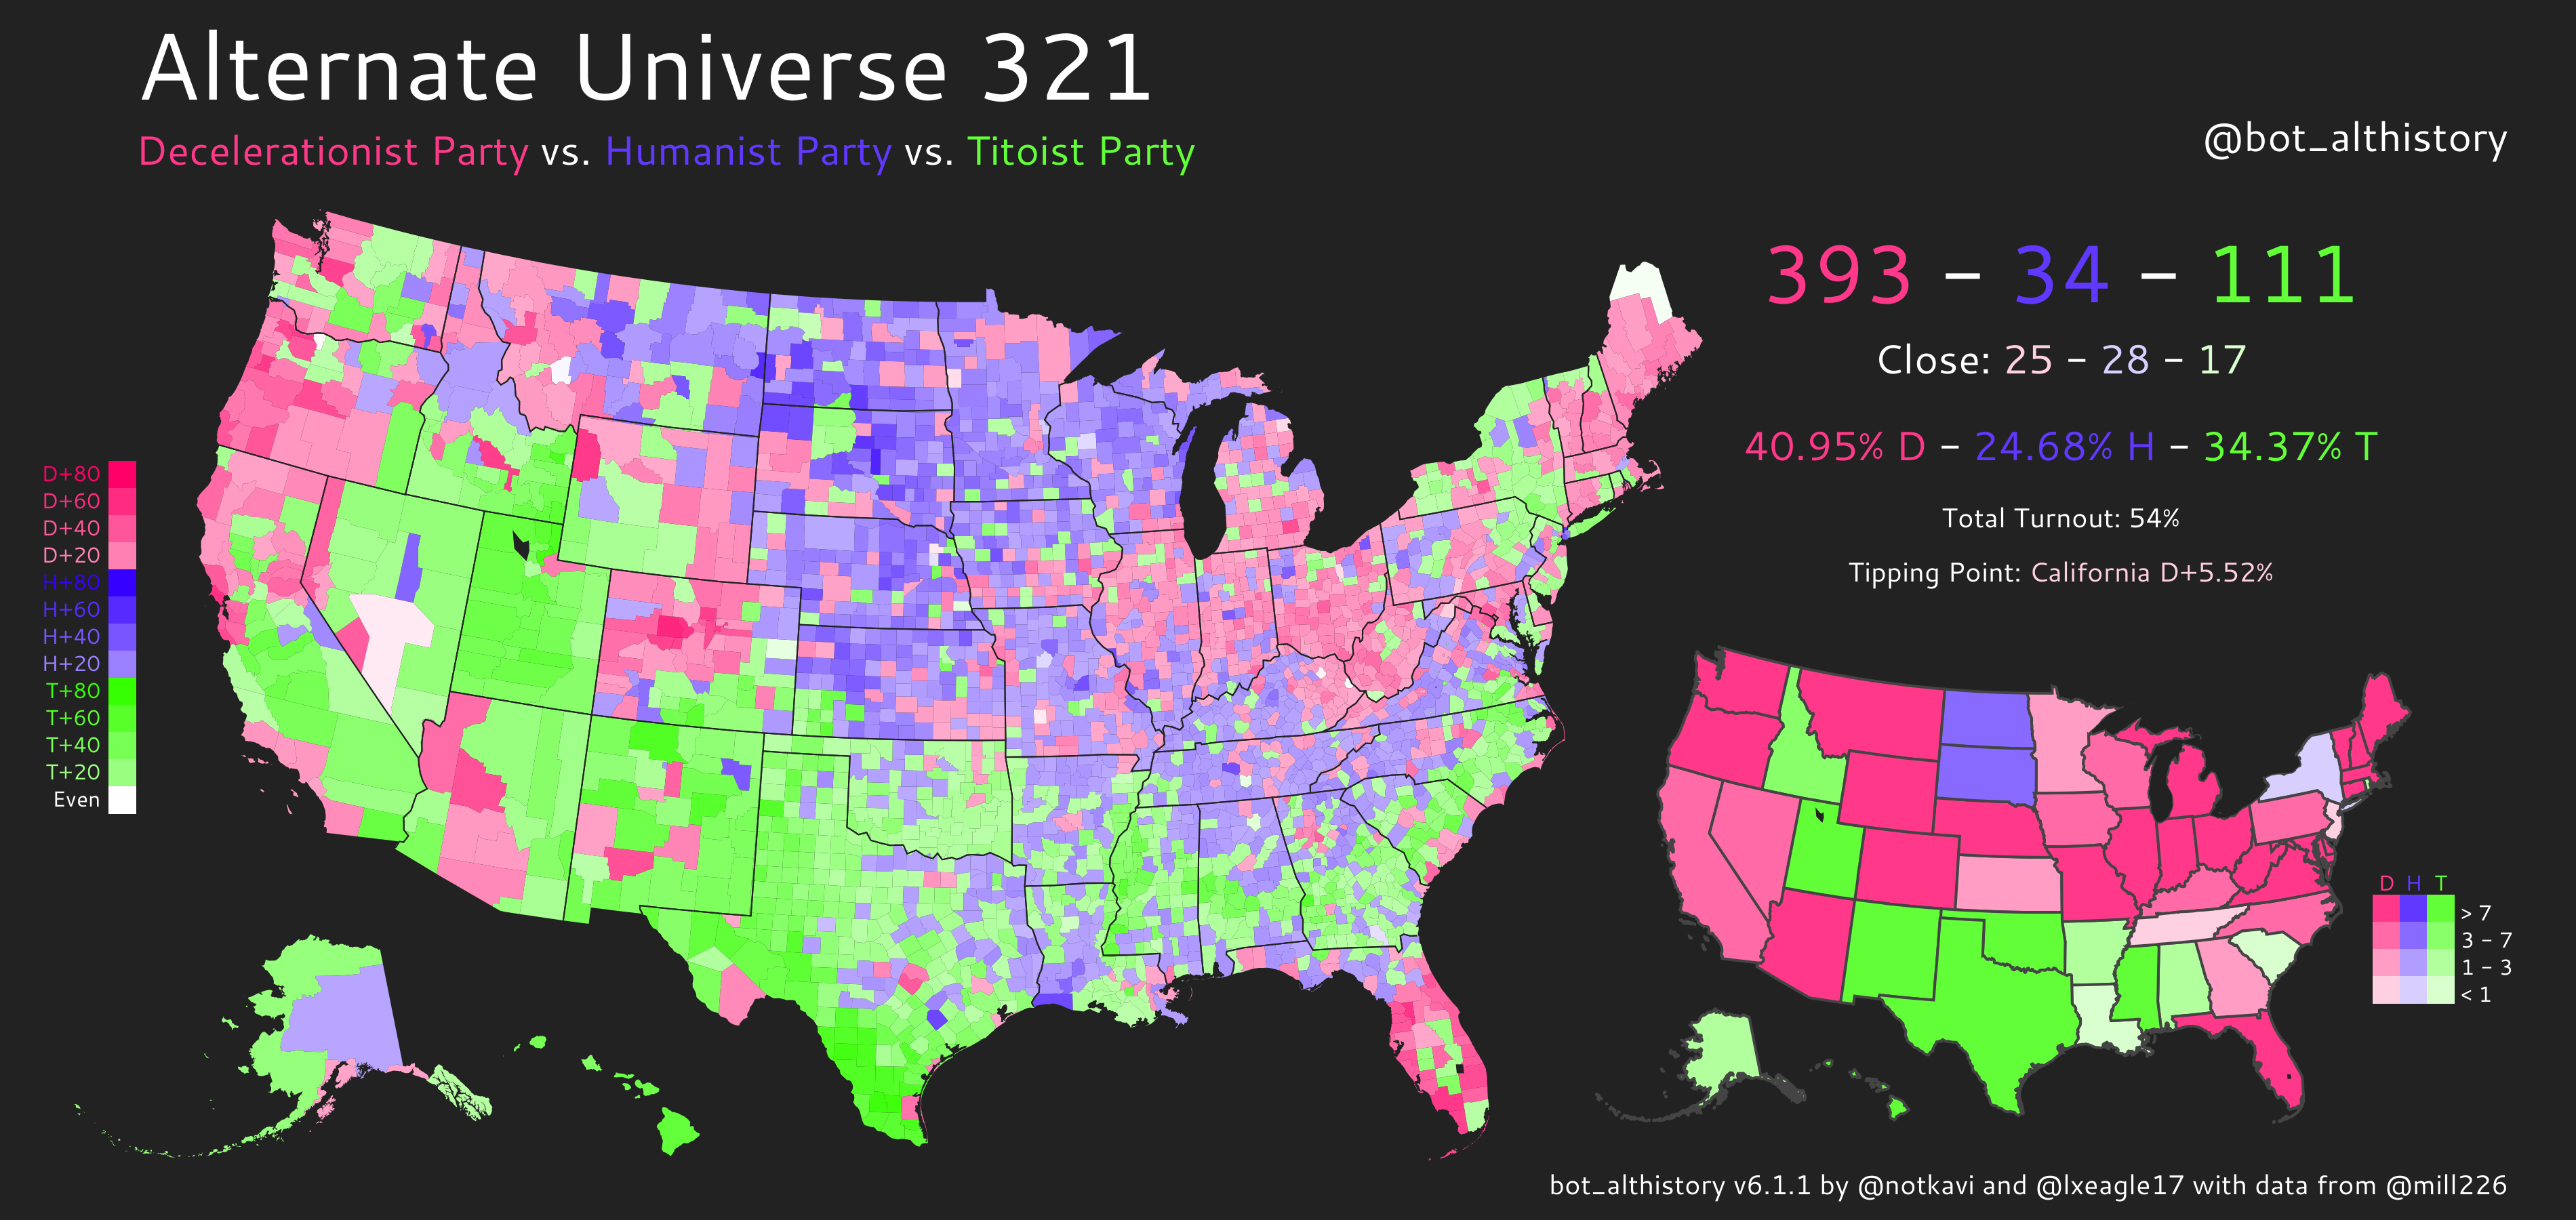 Alternate Universe 321
Decelerationist Party vs. Humanist Party vs. Titoist Party
@bot_althistory
393 - 34 - 111
Close: 25 - 28 - 17
40.95% D - 24.68% H - 34.37% T
Total Turnout: 54%
Tipping Point: California D+5.52%
D+80
D+60
D+40
D+20
H+80
H+60
H+40
H+20
T+80
T+60
T+40
T+20
Even
D H T
> 7
3 - 7
1 - 3
< 1
bot_althistory v6.1.1 by @notkavi and @lxeagle17 with data from @mill226